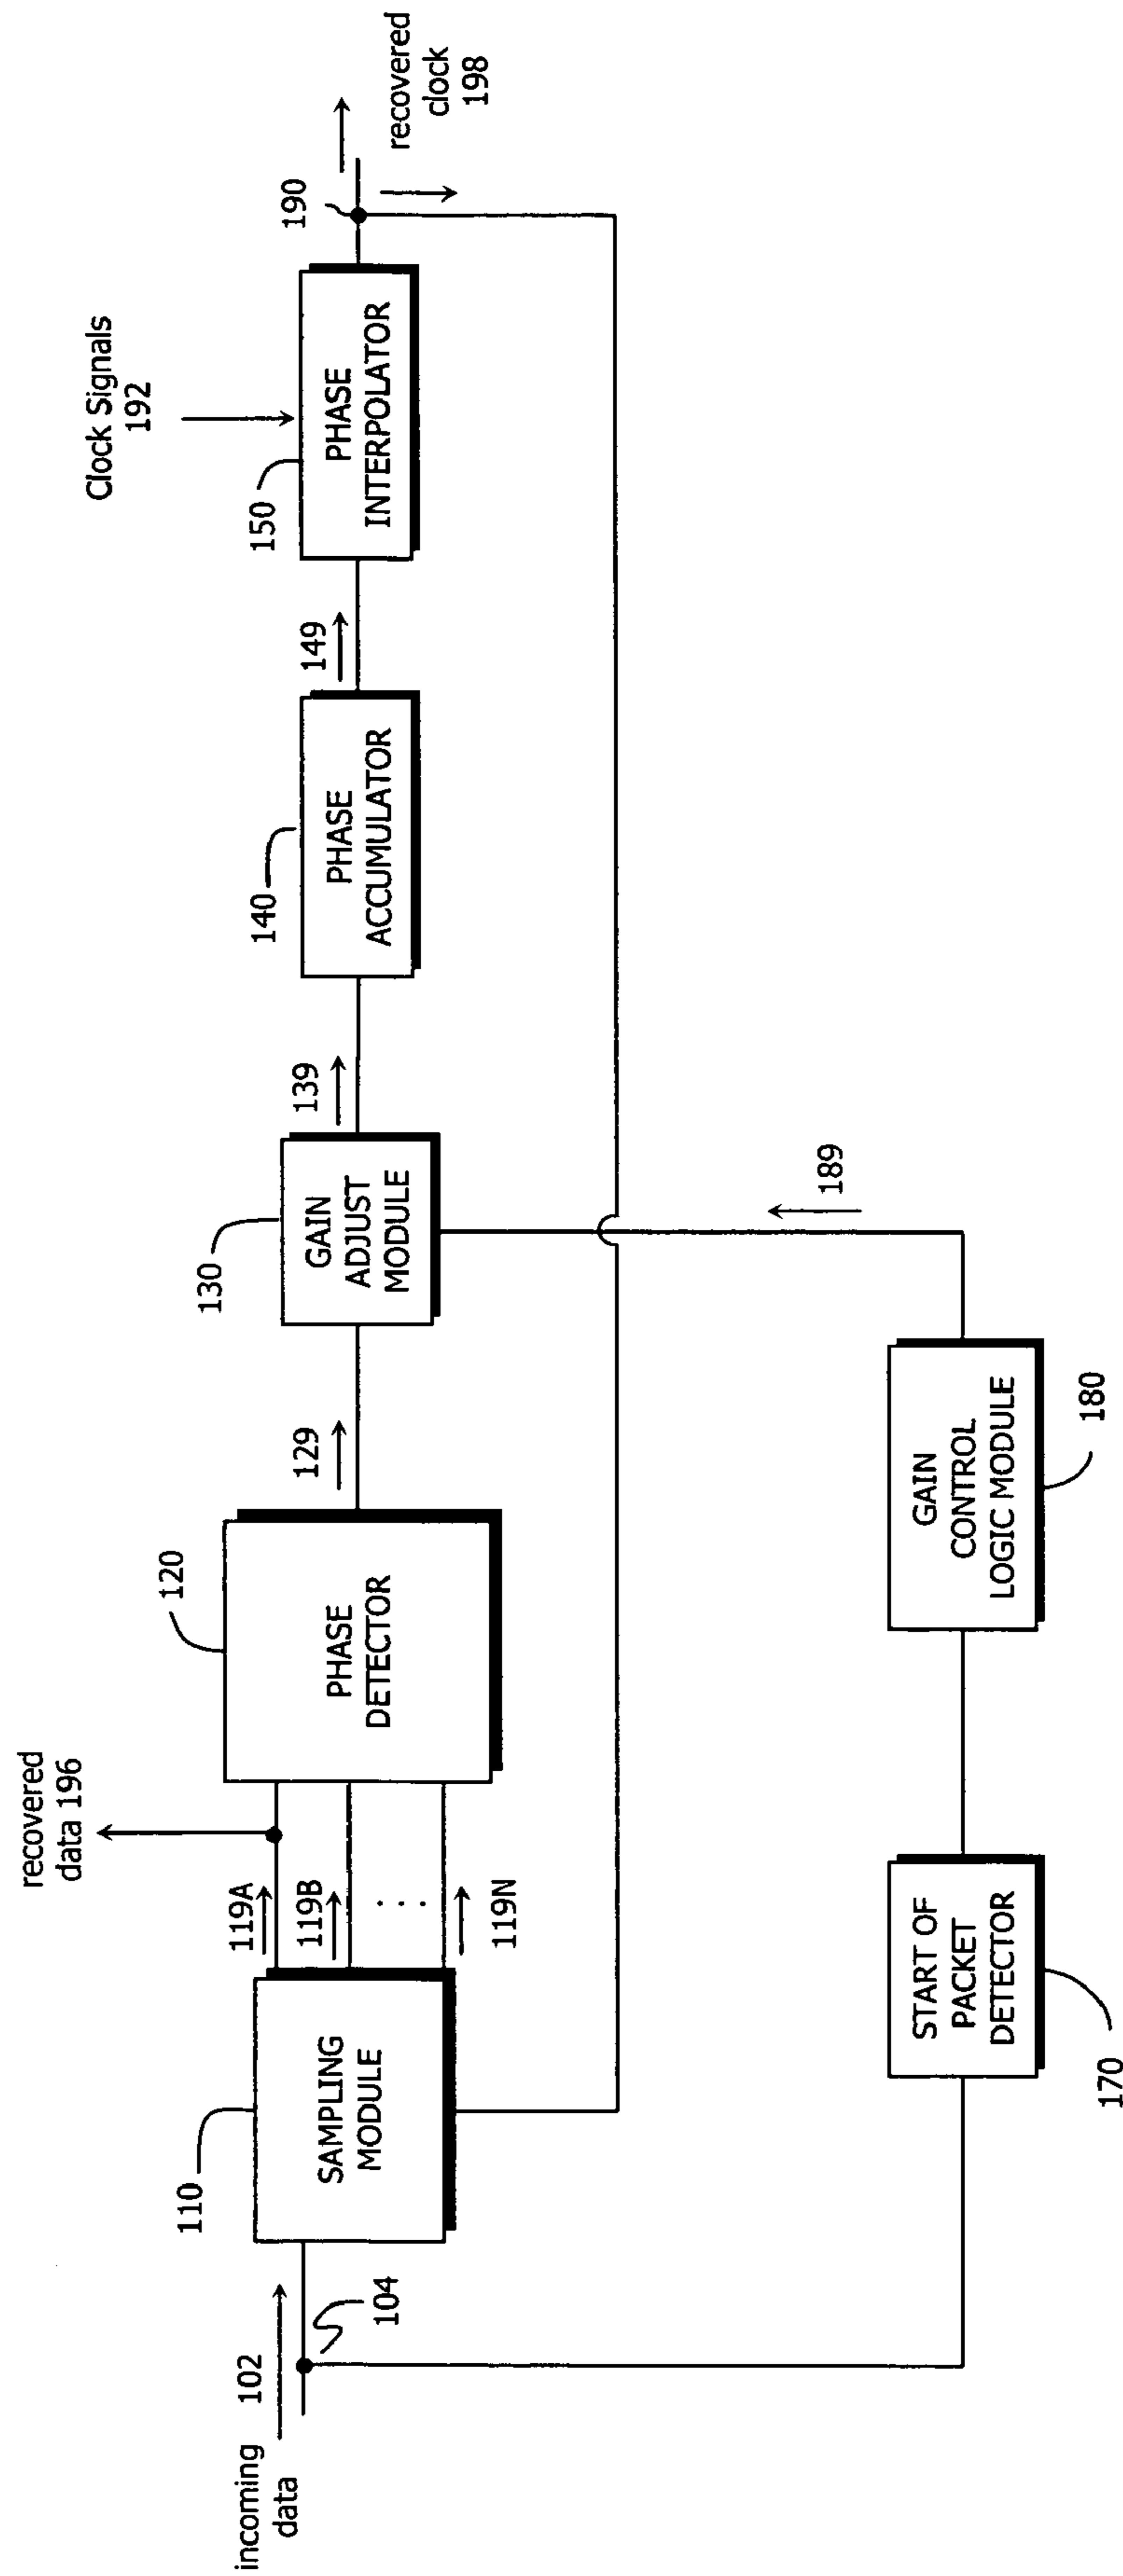 incoming
data
102
104
110
SAMPLING
MODULE
119A
119B
. . .
119N
recovered
data 196
120
PHASE
DETECTOR
129
130
GAIN
ADJUST
MODULE
139
140
PHASE
ACCUMULATOR
149
150
PHASE
INTERPOLATOR
Clock Signals
192
190
recovered
clock
198
170
START OF
PACKET
DETECTOR
GAIN
CONTROL
LOGIC MODULE
180
189